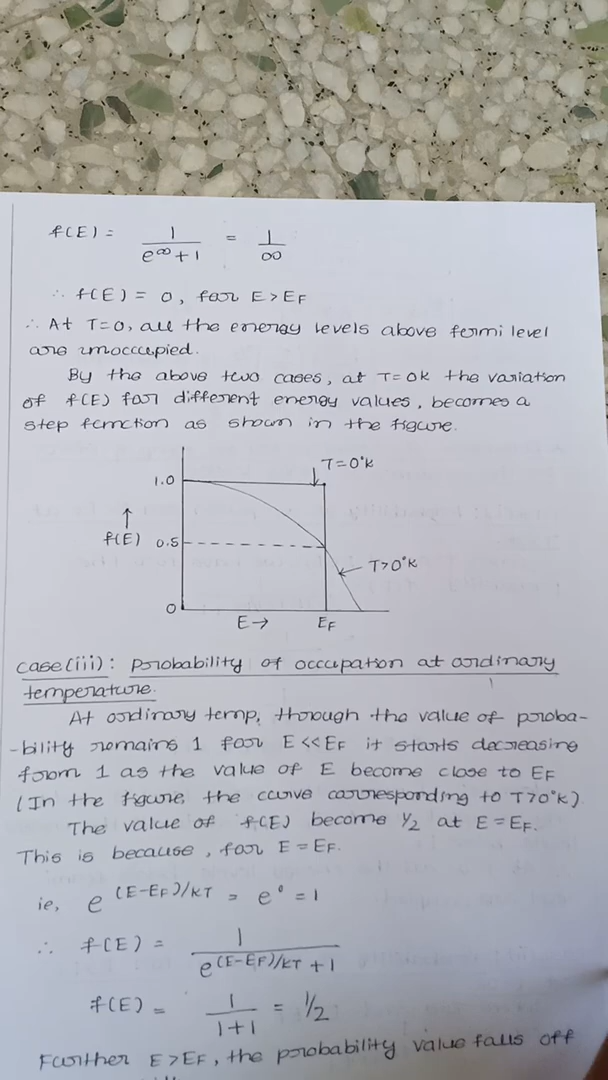 f(E) = 1 / e^∞ + 1 = 1 / ∞
∴ f(E) = 0, for E > EF
∴ At T=0, all the energy levels above fermi level
are unoccupied.
By the above two cases, at T=0K the variation
of f(E) for different energy values, becomes a
step function as shown in the figure.
T=0°K
1.0
↑
f(E) 0.5
T>0°K
0
E→ EF
Case(iii): Probability of occupation at ordinary
temperature.
At ordinary temp, through the value of proba-
-bility remains 1 for E<<EF it starts decreasing
from 1 as the value of E become close to EF
(In the figure, the curve corresponding to T>0°K)
The value of f(E) become 1/2 at E = EF.
This is because, for E = EF.
ie, e^(E-EF)/KT = e^0 = 1
∴ f(E) = 1 / e^(E-EF)/KT + 1
f(E) = 1 / 1+1 = 1/2
Further E>EF, the probability value falls off